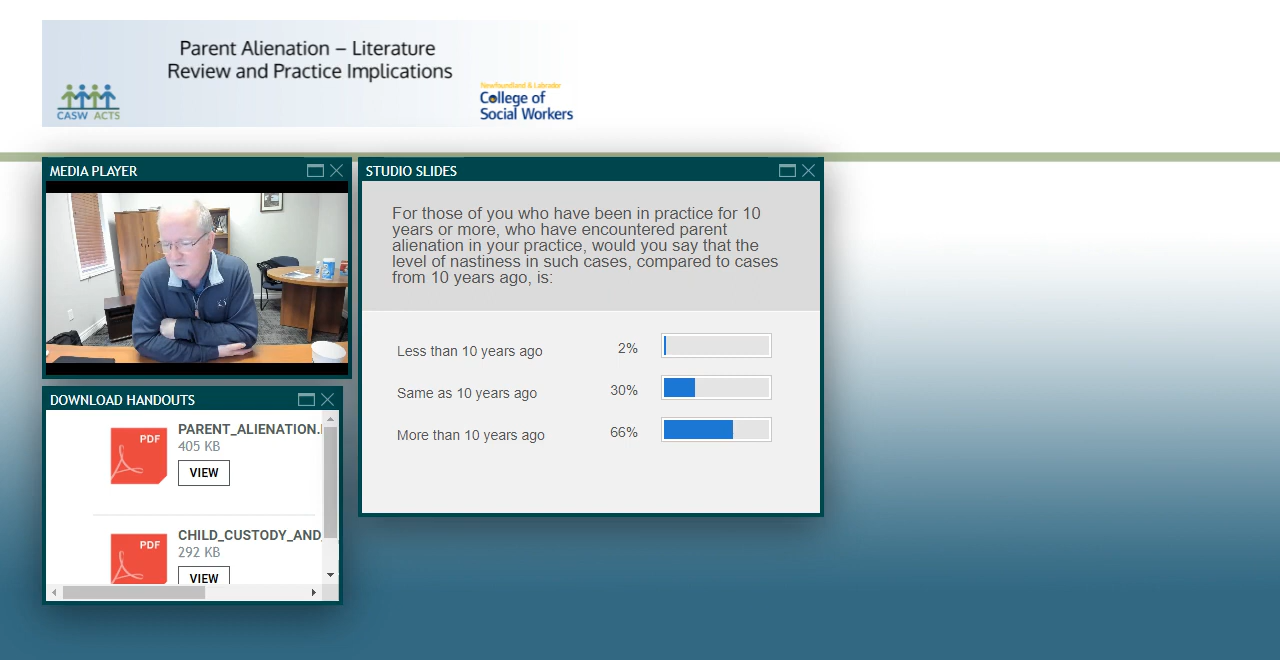 Parent Alienation – Literature
Review and Practice Implications
CASW ACTS
Newfoundland & Labrador
College of
Social Workers
MEDIA PLAYER
STUDIO SLIDES
For those of you who have been in practice for 10
years or more, who have encountered parent
alienation in your practice, would you say that the
level of nastiness in such cases, compared to cases
from 10 years ago, is:
Less than 10 years ago 2%
Same as 10 years ago 30%
More than 10 years ago 66%
DOWNLOAD HANDOUTS
PDF
PARENT_ALIENATION.
405 KB
VIEW
PDF
CHILD_CUSTODY_AND_
292 KB
VIEW